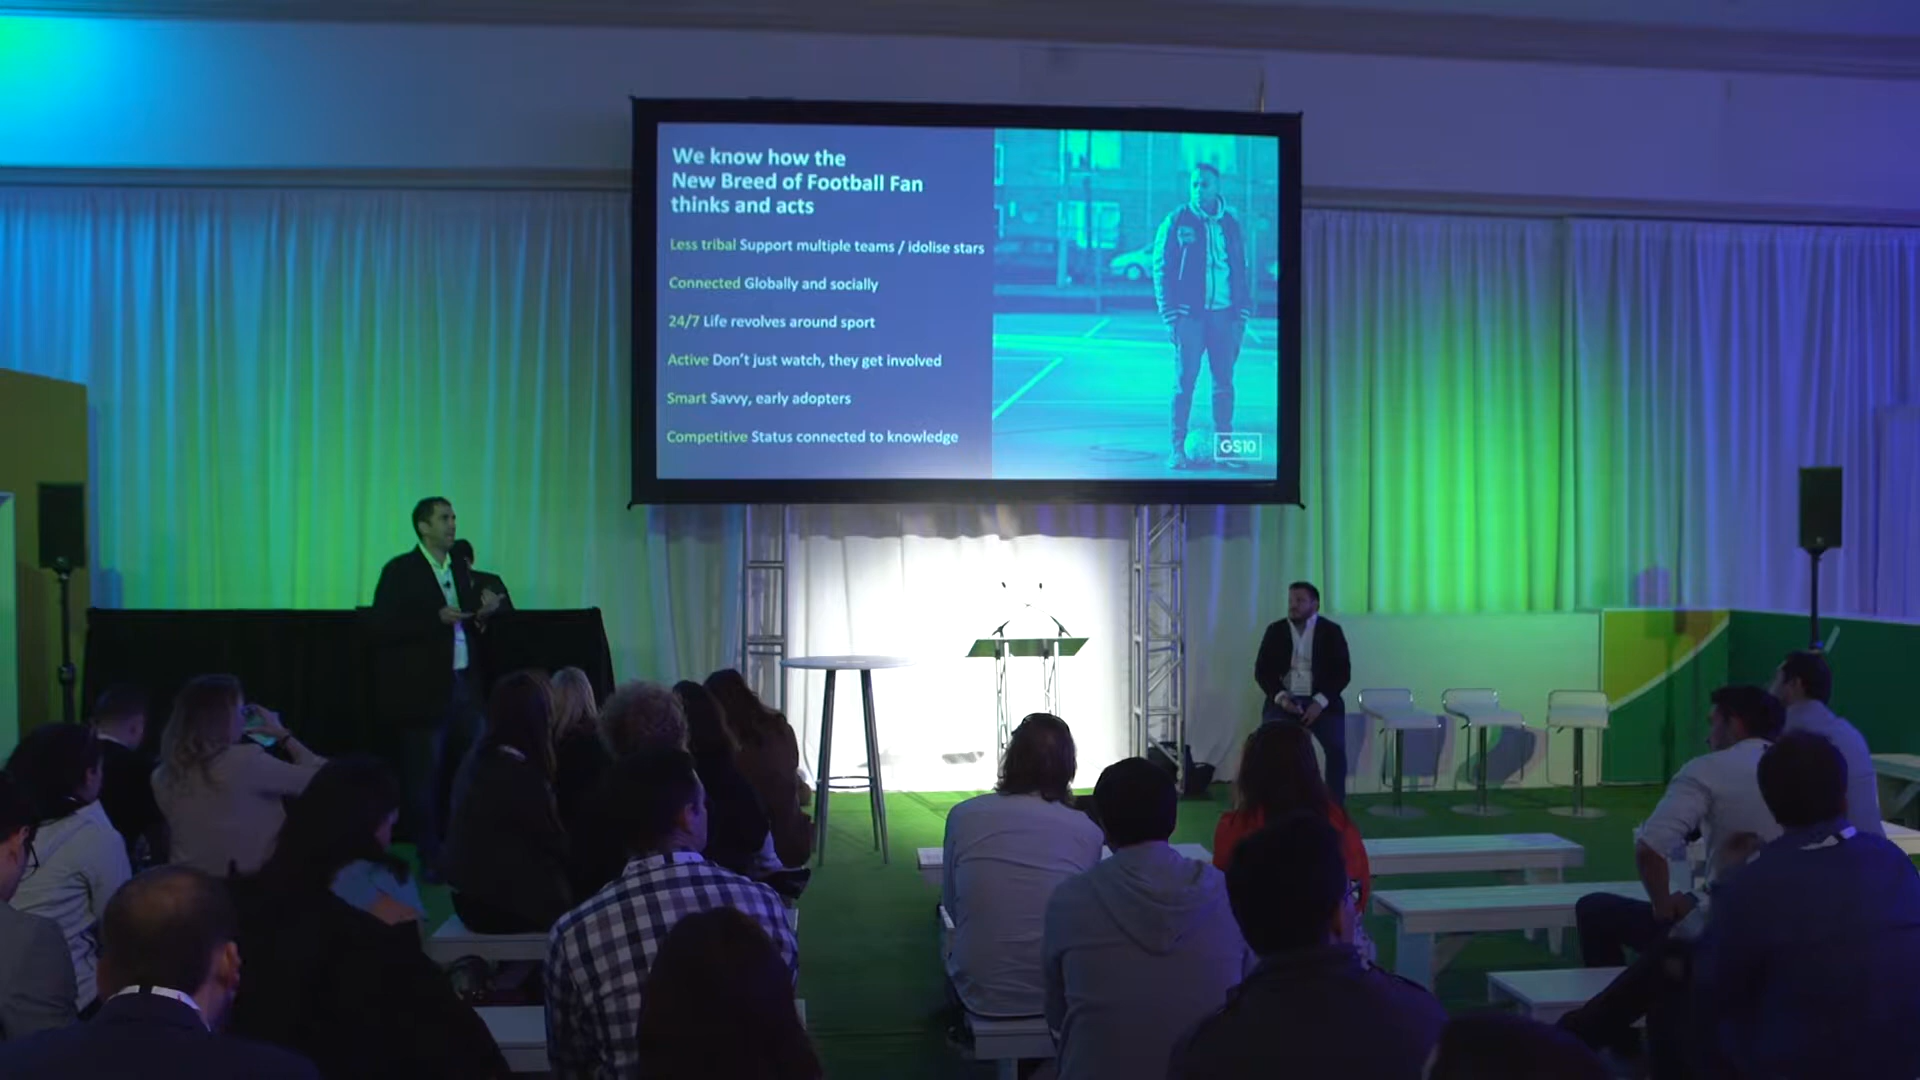 We know how the
New Breed of Football Fan
thinks and acts
Less tribal Support multiple teams / idolise stars
Connected Globally and socially
24/7 Life revolves around sport
Active Don't just watch, they get involved
Smart Savvy, early adopters
Competitive Status connected to knowledge
GS10